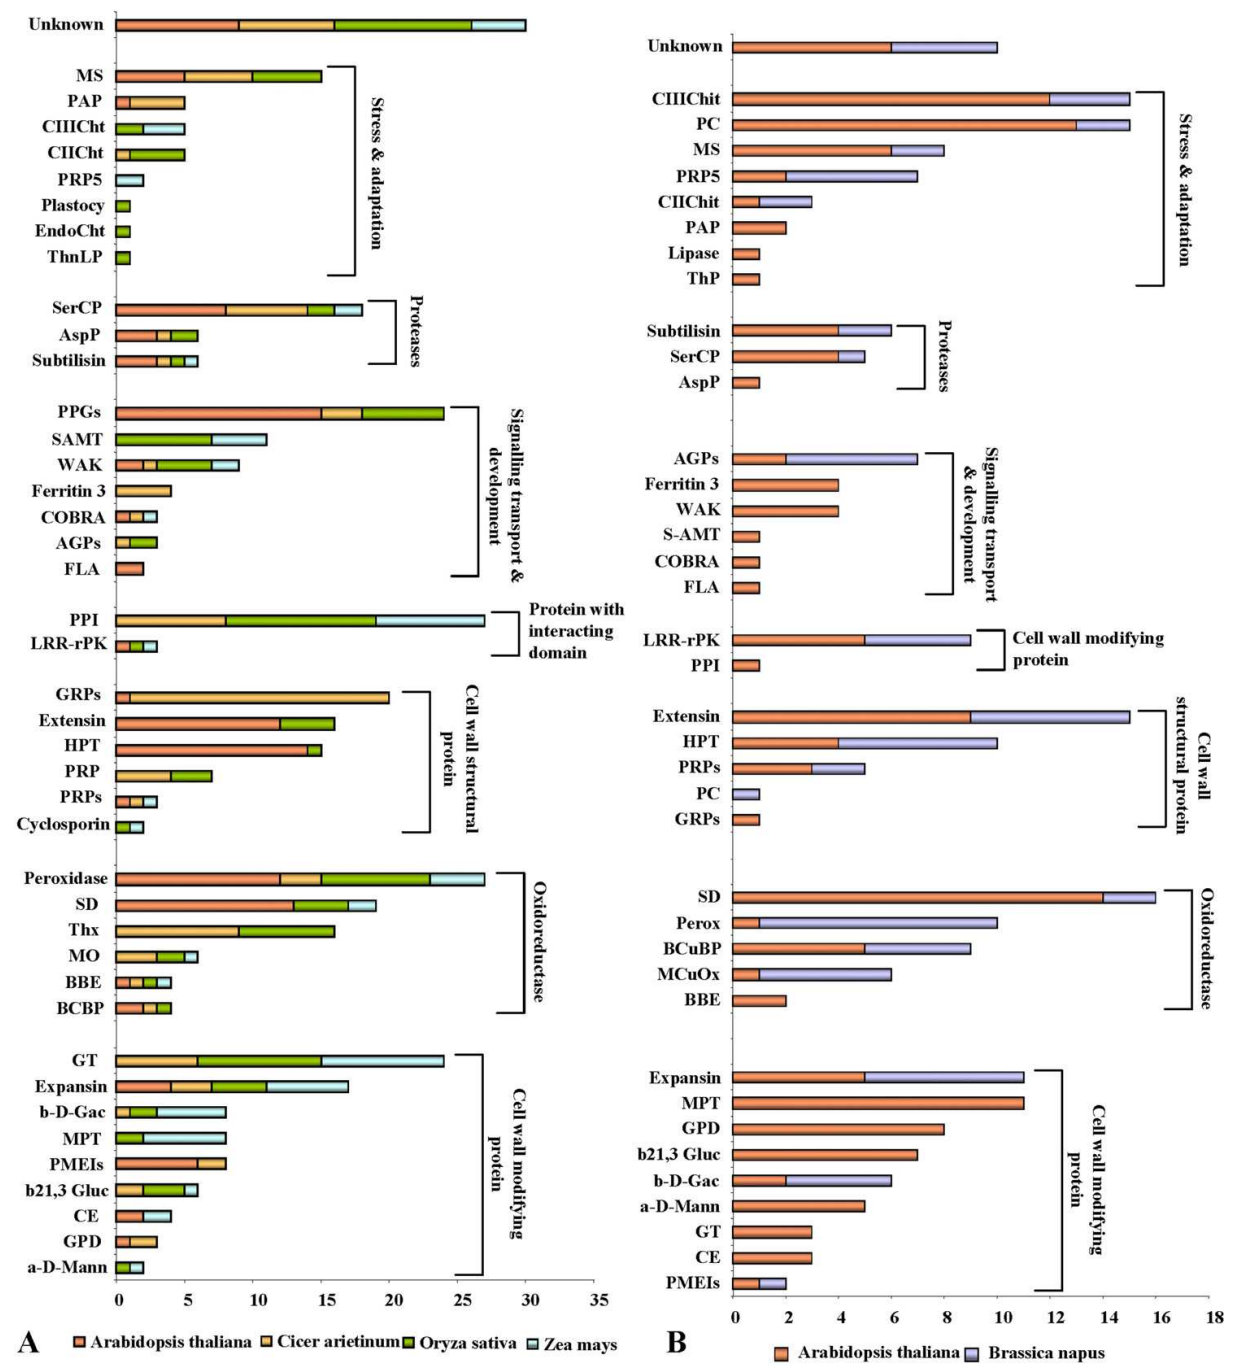 Unknown
MS
PAP
CIIICht
CIICht
PRP5
Plastocy
EndoCht
ThnLP
Stress & adaptation
SerCP
AspP
Subtilisin
Proteases
PPGs
SAMT
WAK
Ferritin 3
COBRA
AGPs
FLA
Signalling transport &
development
PPI
LRR-rPK
Protein with
interacting
domain
GRPs
Extensin
HPT
PRP
PRPs
Cyclosporin
Cell wall structural
protein
Peroxidase
SD
Thx
MO
BBE
BCBP
Oxidoreductase
GT
Expansin
b-D-Gac
MPT
PMEIs
b21,3 Gluc
CE
GPD
a-D-Mann
Cell wall modifying
protein
0 5 10 15 20 25 30 35
A
Arabidopsis thaliana Cicer arietinum Oryza sativa Zea mays
Unknown
CIIIChit
PC
MS
PRP5
CIIChit
PAP
Lipase
ThP
Stress & adaptation
Subtilisin
SerCP
AspP
Proteases
AGPs
Ferritin 3
WAK
S-AMT
COBRA
FLA
Signalling transport
& development
LRR-rPK
PPI
Cell wall modifying
protein
Extensin
HPT
PRPs
PC
GRPs
Cell wall
structural protein
SD
Perox
BCuBP
MCuOx
BBE
Oxidoreductase
Expansin
MPT
GPD
b21,3 Gluc
b-D-Gac
a-D-Mann
GT
CE
PMEIs
Cell wall modifying
protein
0 2 4 6 8 10 12 14 16 18
B
Arabidopsis thaliana Brassica napus